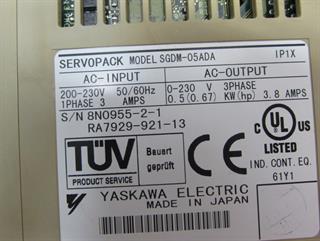 SERVOPACK MODEL SGDM-05ADA IP1X
AC-INPUT AC-OUTPUT
200-230V 50/60Hz 0-230 V 3PHASE
1PHASE 3 AMPS 0.5(0.67) KW(hp) 3.8 AMPS
S/N 8N0955-2-1
RA7929-921-13
TÜV
PRODUCT SERVICE
Bauart
geprüft
C UL US
LISTED
IND. CONT. EQ.
61Y1
YASKAWA ELECTRIC
MADE IN JAPAN